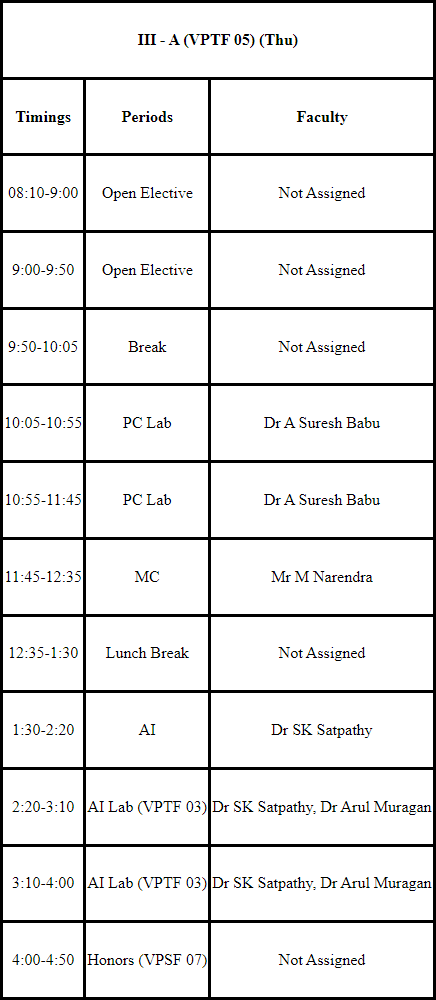 III - A (VPTF 05) (Thu)
Timings Periods Faculty
08:10-9:00 Open Elective Not Assigned
9:00-9:50 Open Elective Not Assigned
9:50-10:05 Break Not Assigned
10:05-10:55 PC Lab Dr A Suresh Babu
10:55-11:45 PC Lab Dr A Suresh Babu
11:45-12:35 MC Mr M Narendra
12:35-1:30 Lunch Break Not Assigned
1:30-2:20 AI Dr SK Satpathy
2:20-3:10 AI Lab (VPTF 03) Dr SK Satpathy, Dr Arul Muragan
3:10-4:00 AI Lab (VPTF 03) Dr SK Satpathy, Dr Arul Muragan
4:00-4:50 Honors (VPSF 07) Not Assigned